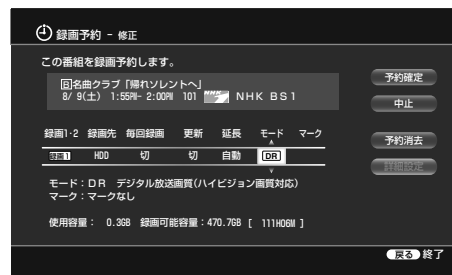 録画予約 - 修正
この番組を録画予約します。
回名曲クラブ「帰れソレントへ」
8/ 9(土) 1:55PM- 2:00PM 101 NHK BS1
予約確定
中止
予約消去
詳細設定
録画1・2 録画先 毎回録画 更新 延長 モード マーク
録画1 HDD 切 切 自動 DR
モード:DR デジタル放送画質(ハイビジョン画質対応)
マーク:マークなし
使用容量: 0.3GB 録画可能容量:470.7GB [ 111H06M ]
戻る 終了